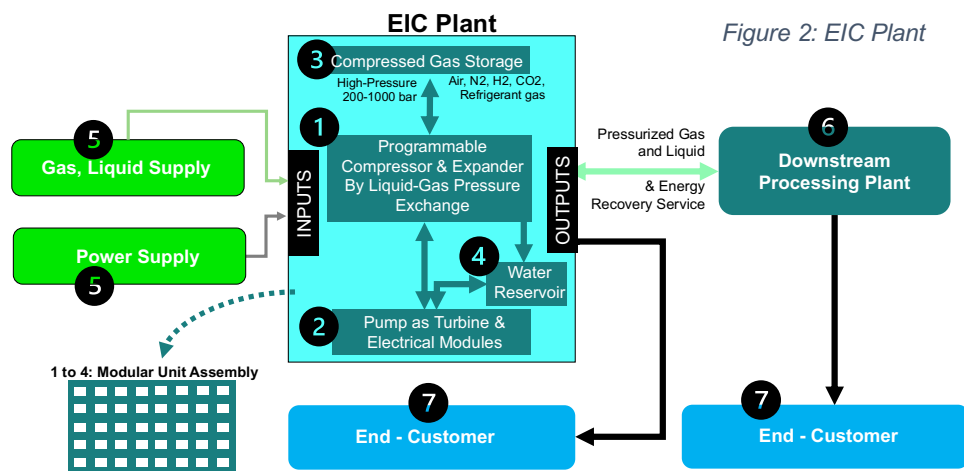 EIC Plant
Figure 2: EIC Plant
3
Compressed Gas Storage
High-Pressure
200-1000 bar
Air, N2, H2, CO2,
Refrigerant gas
1
Programmable
Compressor & Expander
By Liquid-Gas Pressure
Exchange
5
Gas, Liquid Supply
Power Supply
5
INPUTS
OUTPUTS
Pressurized Gas
and Liquid
& Energy
Recovery Service
6
Downstream
Processing Plant
4
Water
Reservoir
2
Pump as Turbine &
Electrical Modules
1 to 4: Modular Unit Assembly
7
End - Customer
7
End - Customer